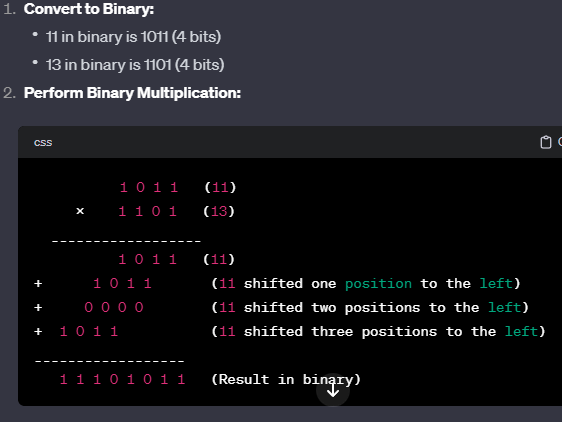 1. Convert to Binary:
• 11 in binary is 1011 (4 bits)
• 13 in binary is 1101 (4 bits)
2. Perform Binary Multiplication:
css
1 0 1 1 (11)
× 1 1 0 1 (13)
------------------
1 0 1 1 (11)
+ 1 0 1 1 (11 shifted one position to the left)
+ 0 0 0 0 (11 shifted two positions to the left)
+ 1 0 1 1 (11 shifted three positions to the left)
------------------
1 1 1 0 1 0 1 1 (Result in binary)